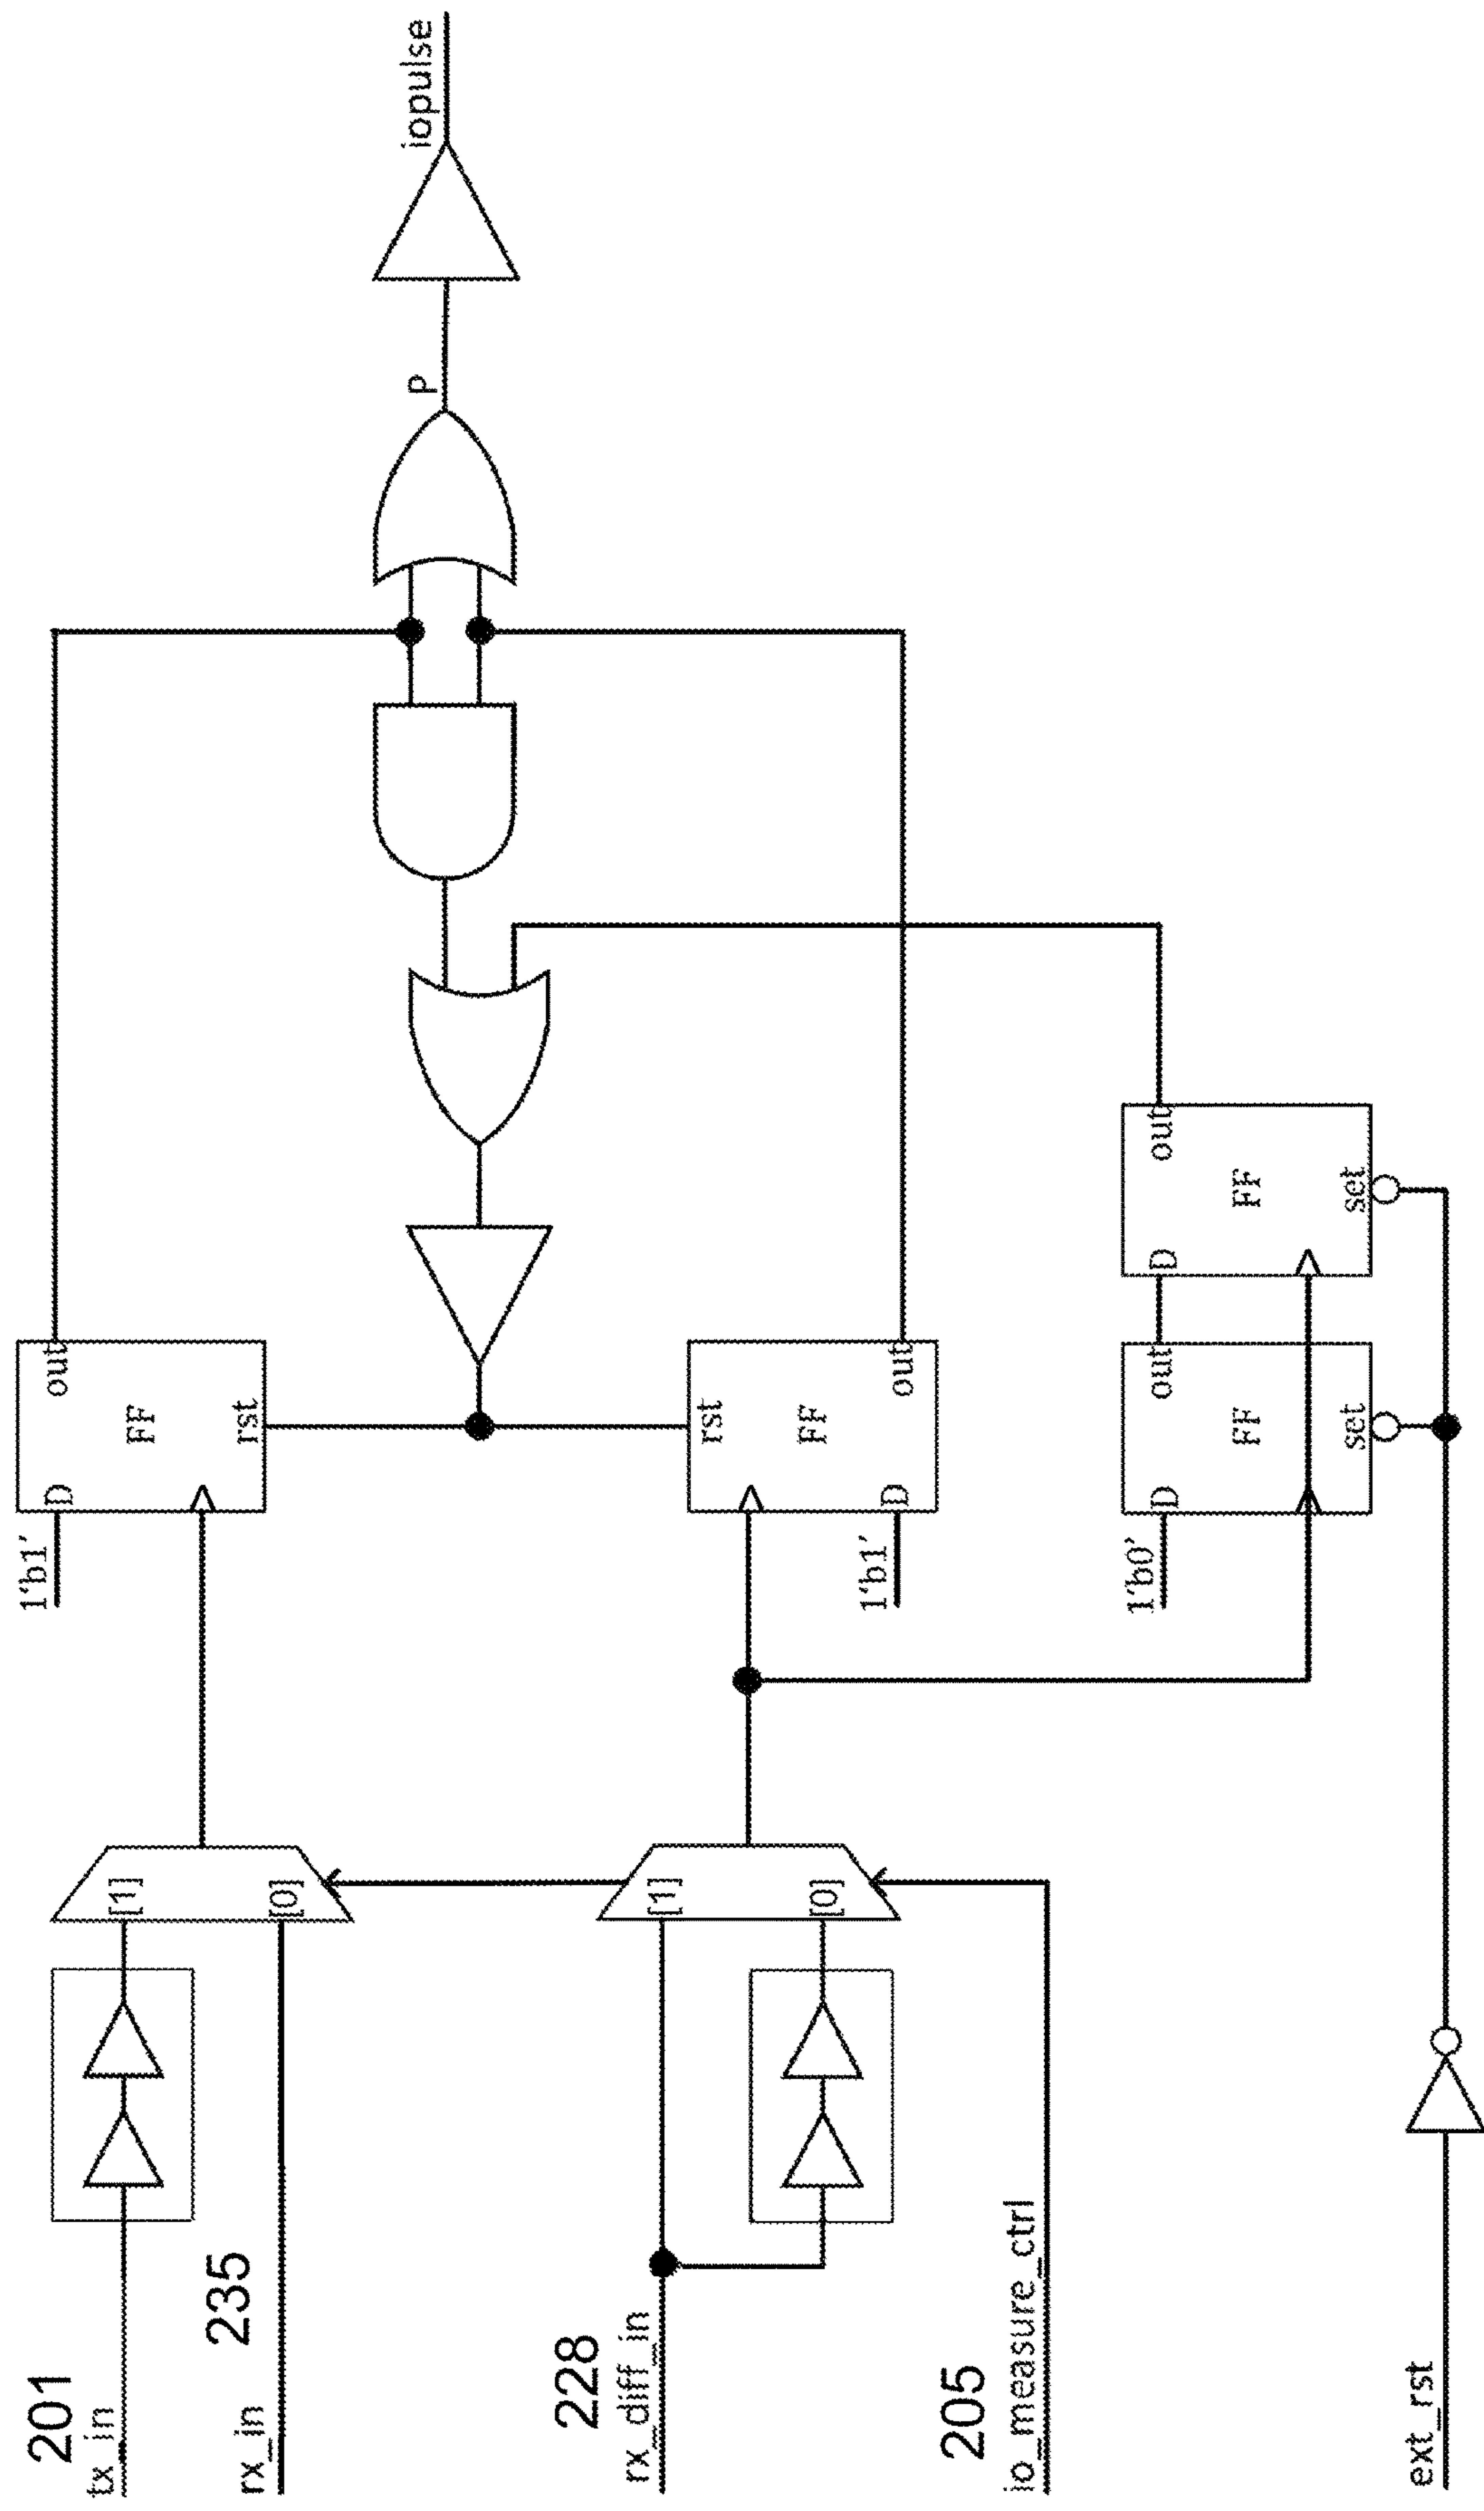 201
tx_in
235
rx_in
228
rx_diff_in
205
io_measure_ctrl
ext_rst
[1]
[0]
[1]
[0]
1'b1'
D
FF
out
rst
rst
FF
D
out
1'b1'
1'b0'
D
out
FF
set
D
out
FF
set
P
iopulse